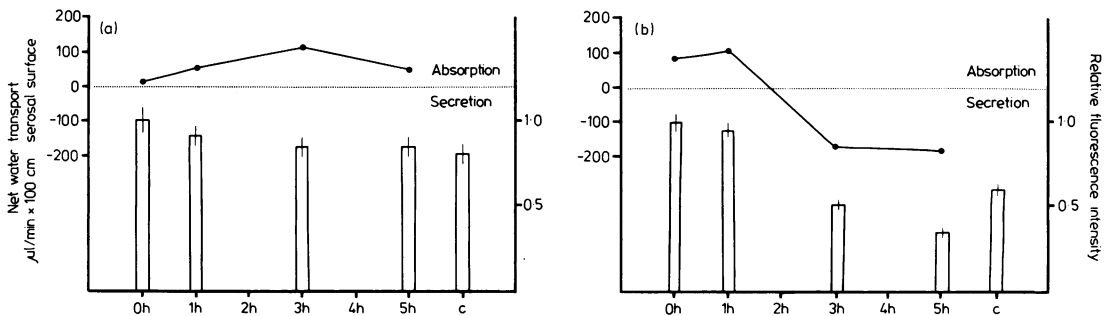 (a)
200
100
0
-100
-200
Net water transport
µl/min × 100 cm serosal surface
Absorption
Secretion
1·0
0·5
0h 1h 2h 3h 4h 5h c
(b)
200
100
0
-100
-200
Absorption
Secretion
1·0
0·5
Relative fluorescence intensity
0h 1h 2h 3h 4h 5h c